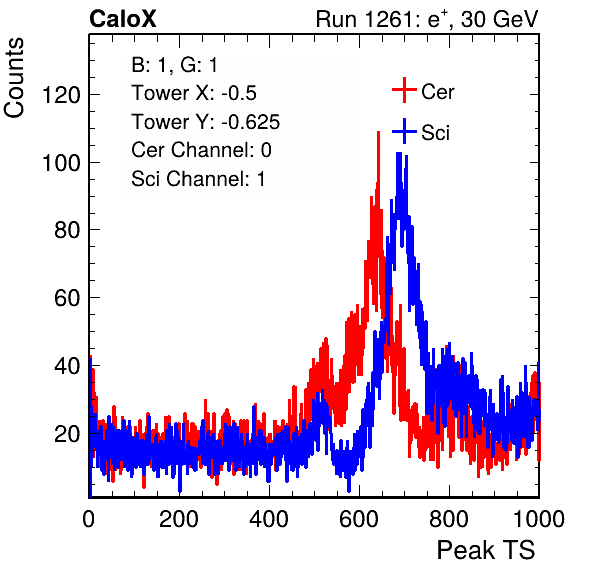 CaloX Run 1261: e⁺, 30 GeV
Counts
B: 1, G: 1
Tower X: -0.5
Tower Y: -0.625
Cer Channel: 0
Sci Channel: 1
Cer
Sci
120
100
80
60
40
20
0 200 400 600 800 1000
Peak TS